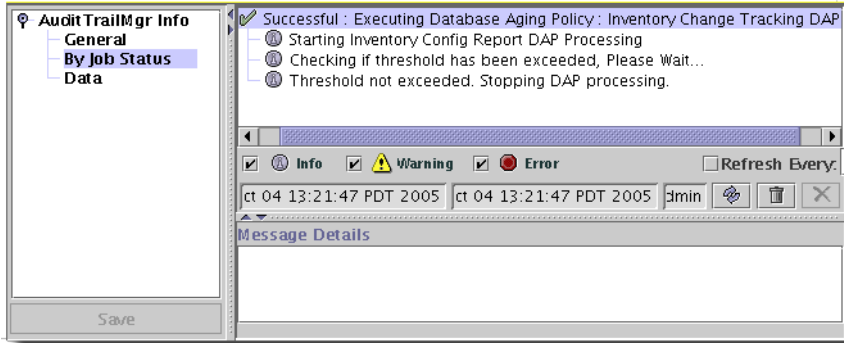 AuditTrailMgr Info
General
By Job Status
Data
Save
Successful : Executing Database Aging Policy : Inventory Change Tracking DAP
Starting Inventory Config Report DAP Processing
Checking if threshold has been exceeded, Please Wait...
Threshold not exceeded. Stopping DAP processing.
Info Warning Error Refresh Every:
ct 04 13:21:47 PDT 2005 ct 04 13:21:47 PDT 2005 dmin
Message Details